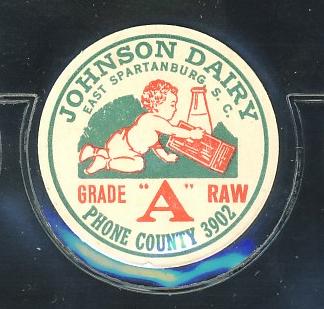 JOHNSON DAIRY
EAST SPARTANBURG S. C.
GRADE "A" RAW
PHONE COUNTY 3902